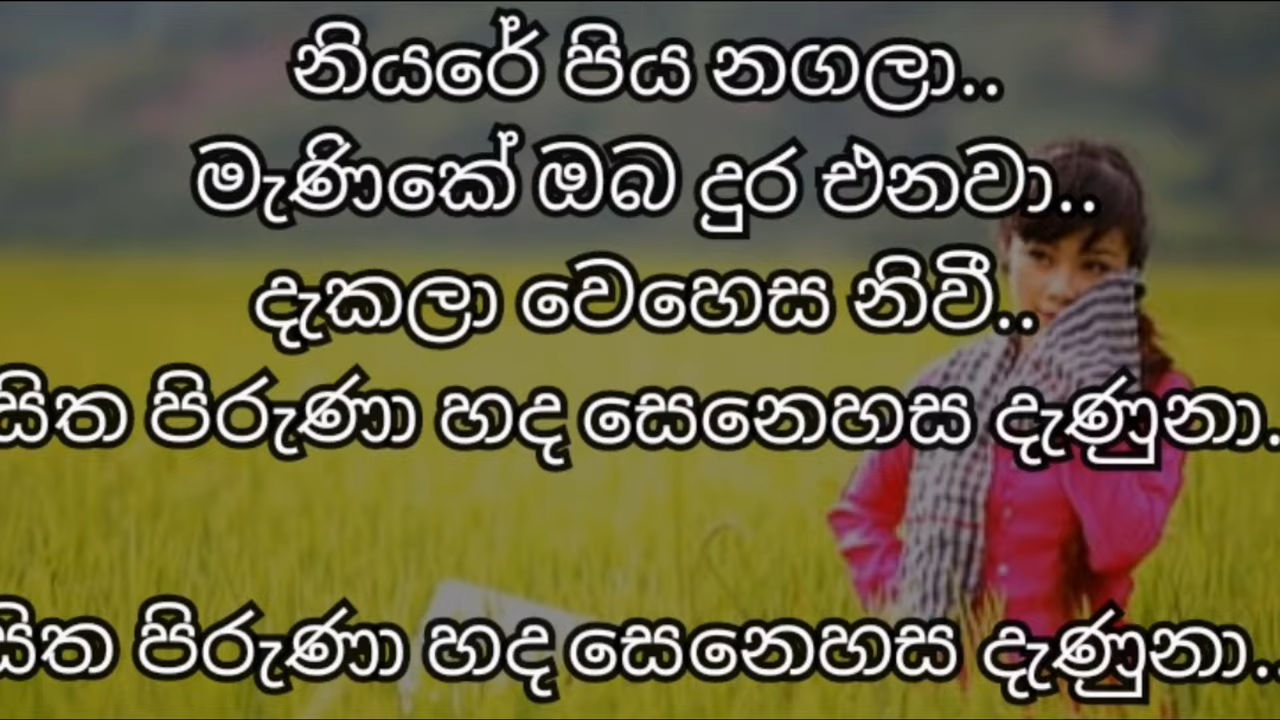 නියරේ පිය නගලා..
මැණිකේ ඔබ දුර එනවා..
දැකලා වෙහෙස නිවී..
සිත පිරුණා හද සෙනෙහස දැණුනා.
සිත පිරුණා හද සෙනෙහස දැණුනා..